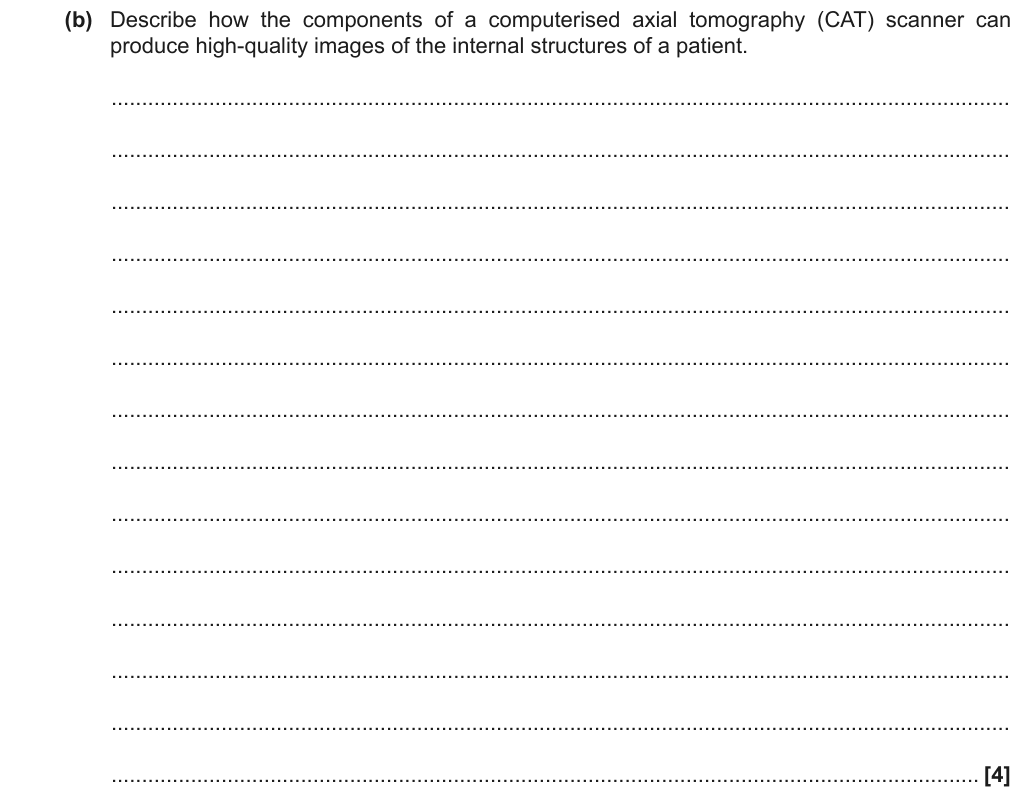 (b) Describe how the components of a computerised axial tomography (CAT) scanner can
produce high-quality images of the internal structures of a patient.
[4]